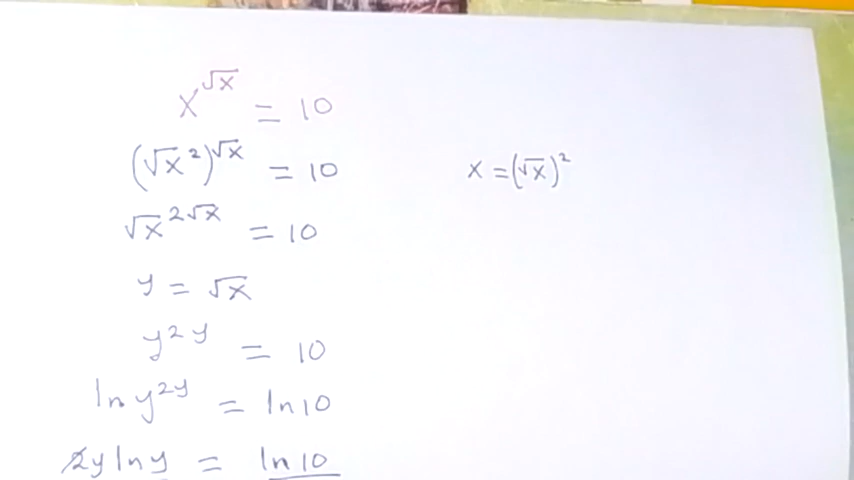 x^√x = 10
(√x²)^√x = 10
x = (√x)²
√x^2√x = 10
y = √x
y^2y = 10
ln y^2y = ln 10
2y ln y = ln 10